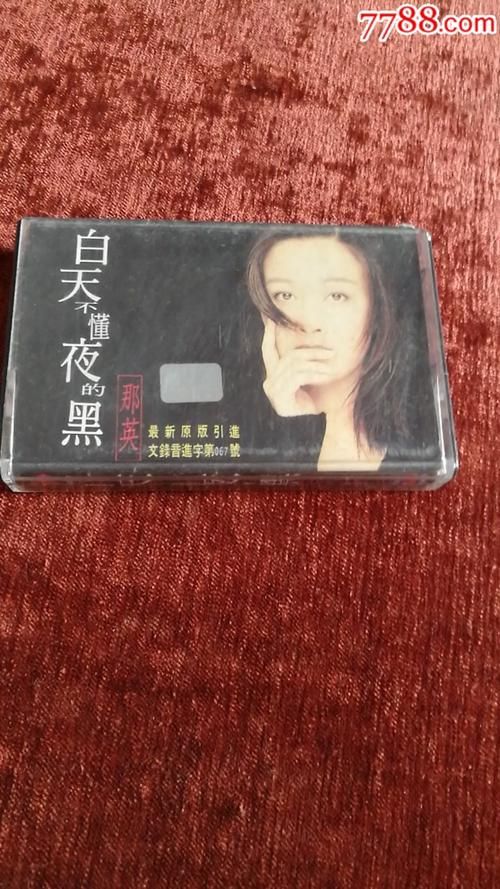 7788.com
白天不懂夜的黑
那英
最新原版引進
文錄音進字第067號